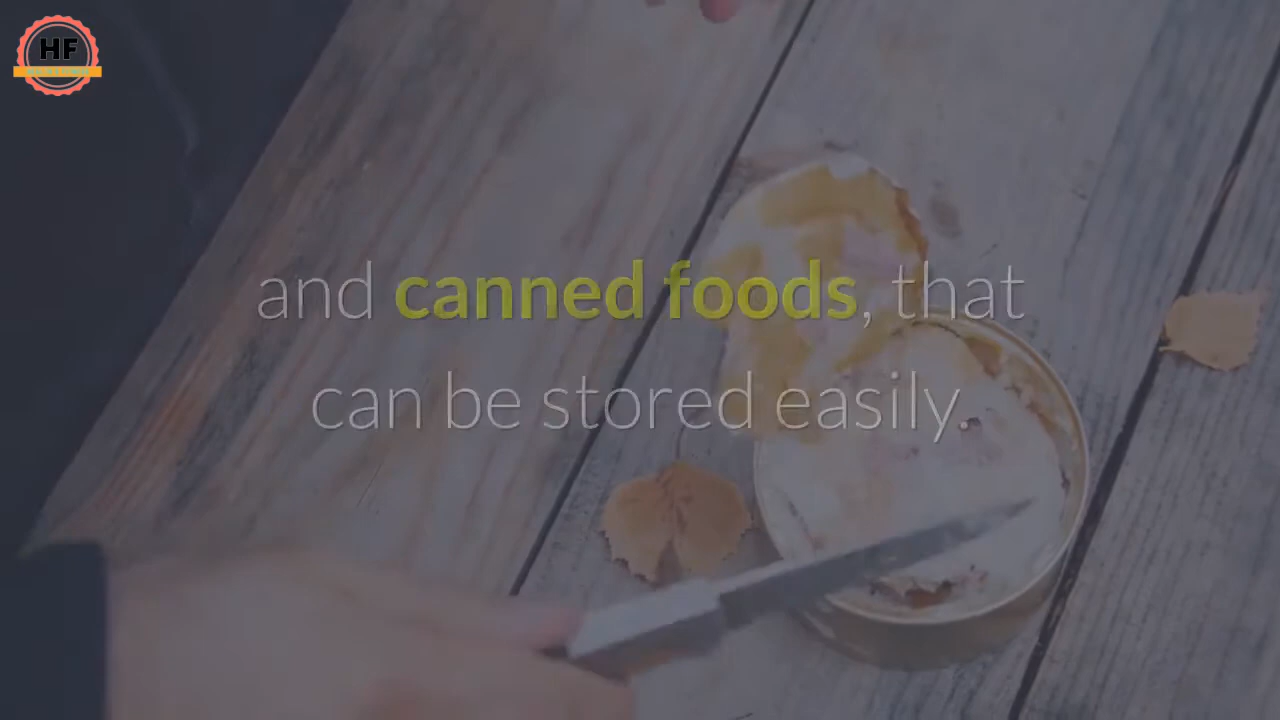 HF
and canned foods, that
can be stored easily.